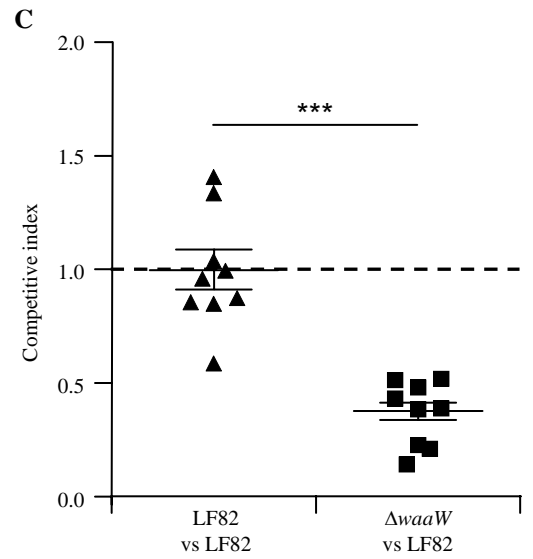 C
2.0
***
1.5
Competitive index
1.0
0.5
0.0
LF82
vs LF82
ΔwaaW
vs LF82